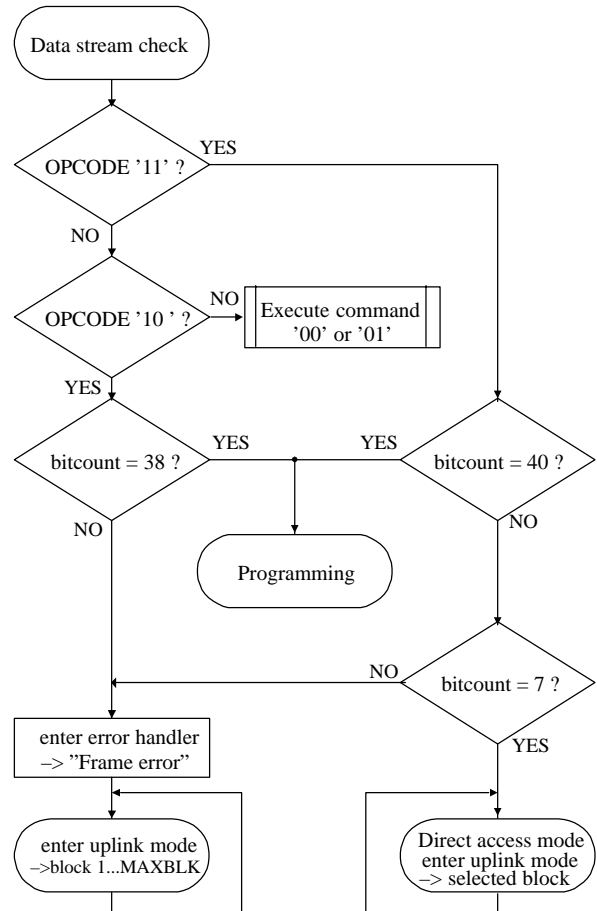 Data stream check
YES
OPCODE '11' ?
NO
OPCODE '10 ' ?
NO
Execute command
'00' or '01'
YES
bitcount = 38 ?
YES
YES
bitcount = 40 ?
NO
NO
Programming
NO
bitcount = 7 ?
YES
enter error handler
–> "Frame error"
enter uplink mode
–>block 1...MAXBLK
Direct access mode
enter uplink mode
–> selected block